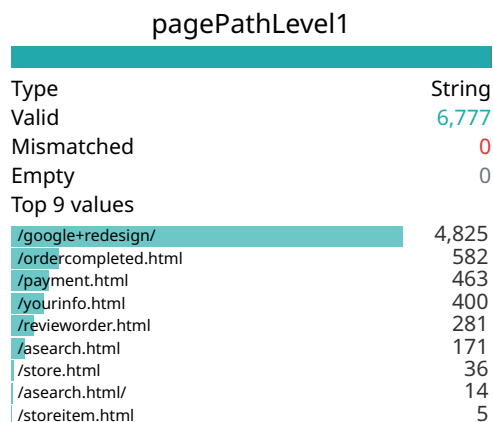 pagePathLevel1
Type String
Valid 6,777
Mismatched 0
Empty 0
Top 9 values
/google+redesign/ 4,825
/ordercompleted.html 582
/payment.html 463
/yourinfo.html 400
/revieworder.html 281
/asearch.html 171
/store.html 36
/asearch.html/ 14
/storeitem.html 5